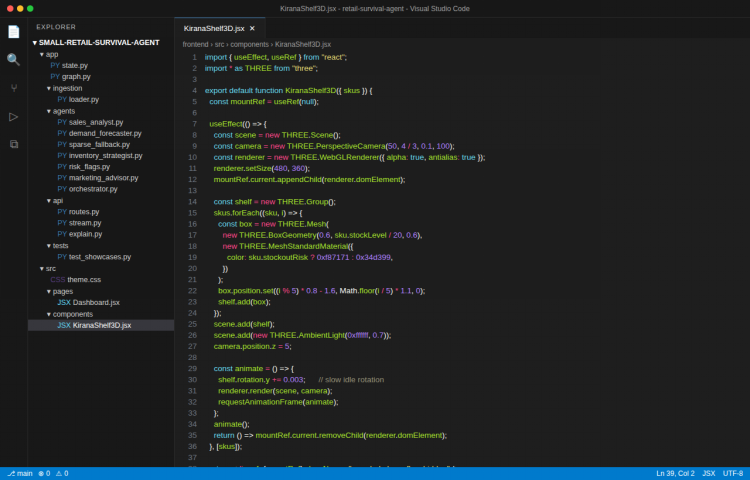 KiranaShelf3D.jsx - retail-survival-agent - Visual Studio Code
EXPLORER
▾ SMALL-RETAIL-SURVIVAL-AGENT
▾ app
PY state.py
PY graph.py
▾ ingestion
PY loader.py
▾ agents
PY sales_analyst.py
PY demand_forecaster.py
PY sparse_fallback.py
PY inventory_strategist.py
PY risk_flags.py
PY marketing_advisor.py
PY orchestrator.py
▾ api
PY routes.py
PY stream.py
PY explain.py
▾ tests
PY test_showcases.py
▾ src
CSS theme.css
▾ pages
JSX Dashboard.jsx
▾ components
JSX KiranaShelf3D.jsx
KiranaShelf3D.jsx ✕
frontend › src › components › KiranaShelf3D.jsx
1 import { useEffect, useRef } from "react";
2 import * as THREE from "three";
3
4 export default function KiranaShelf3D({ skus }) {
5 const mountRef = useRef(null);
6
7 useEffect(() => {
8 const scene = new THREE.Scene();
9 const camera = new THREE.PerspectiveCamera(50, 4 / 3, 0.1, 100);
10 const renderer = new THREE.WebGLRenderer({ alpha: true, antialias: true });
11 renderer.setSize(480, 360);
12 mountRef.current.appendChild(renderer.domElement);
13
14 const shelf = new THREE.Group();
15 skus.forEach((sku, i) => {
16 const box = new THREE.Mesh(
17 new THREE.BoxGeometry(0.6, sku.stockLevel / 20, 0.6),
18 new THREE.MeshStandardMaterial({
19 color: sku.stockoutRisk ? 0xf87171 : 0x34d399,
20 })
21 );
22 box.position.set((i % 5) * 0.8 - 1.6, Math.floor(i / 5) * 1.1, 0);
23 shelf.add(box);
24 });
25 scene.add(shelf);
26 scene.add(new THREE.AmbientLight(0xffffff, 0.7));
27 camera.position.z = 5;
28
29 const animate = () => {
30 shelf.rotation.y += 0.003; // slow idle rotation
31 renderer.render(scene, camera);
32 requestAnimationFrame(animate);
33 };
34 animate();
35 return () => mountRef.current.removeChild(renderer.domElement);
36 }, [skus]);
37
⎇ main ⊗ 0 ⚠ 0
Ln 39, Col 2 JSX UTF-8